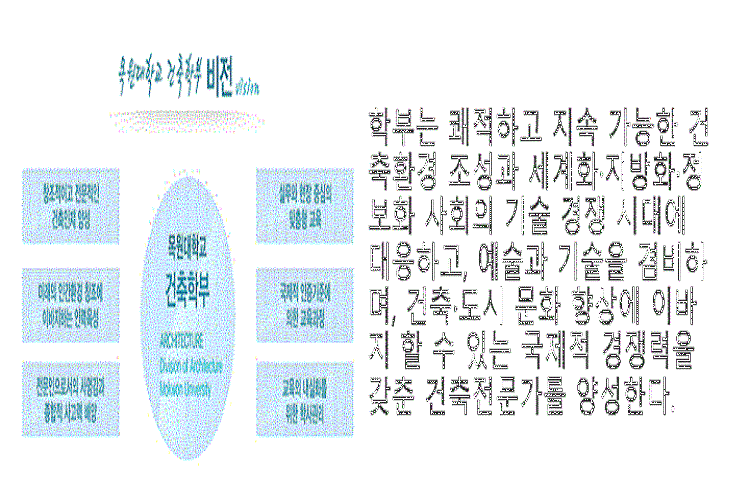 목원대학교 건축학부 비전 vision
창조적이고 전문적인
건축인재 양성
미래의 인간환경 창조에
이바지하는 인재육성
전문인으로서의 사명감과
종합적 사고력 배양
목원대학교
건축학부
ARCHITECTURE
Division of Architecture
Mokwon University
실무와 현장 중심의
맞춤형 교육
국제적 인증기준에
의한 교육과정
교육의 내실화를
위한 학사관리
학부는 쾌적하고 지속 가능한 건
축환경 조성과 세계화·지방화·정
보화 사회의 기술 경쟁 시대에
대응하고, 예술과 기술을 겸비하
며, 건축·도시 문화 향상에 이바
지 할 수 있는 국제적 경쟁력을
갖춘 건축전문가를 양성한다.